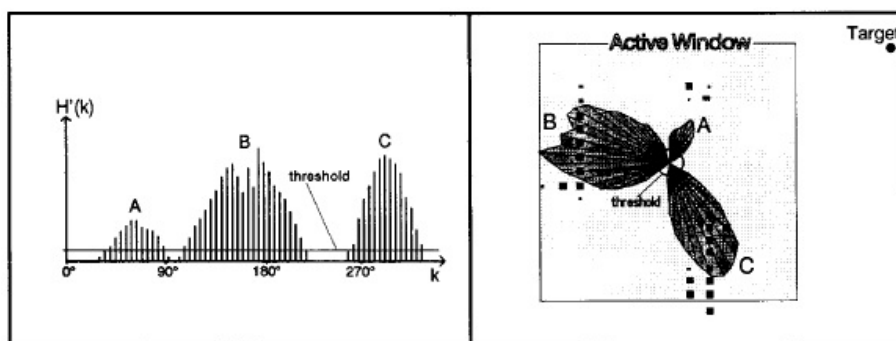 H'(k)
A
B
C
threshold
0°
90°
180°
270°
k
Active Window
Target
B
A
threshold
C